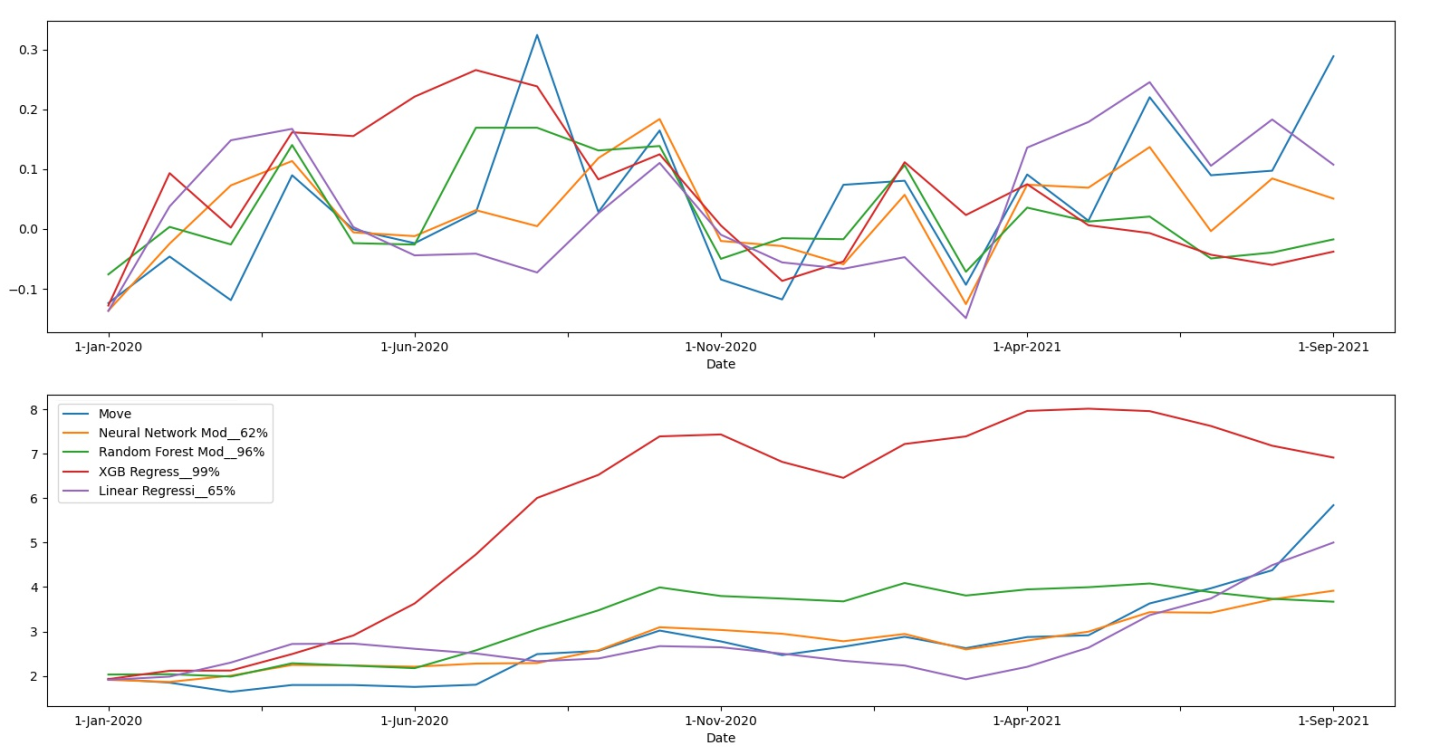 0.3
0.2
0.1
0.0
−0.1
1-Jan-2020 1-Jun-2020 1-Nov-2020 1-Apr-2021 1-Sep-2021
Date
8
7
6
5
4
3
2
Move
Neural Network Mod__62%
Random Forest Mod__96%
XGB Regress__99%
Linear Regressi__65%
1-Jan-2020 1-Jun-2020 1-Nov-2020 1-Apr-2021 1-Sep-2021
Date